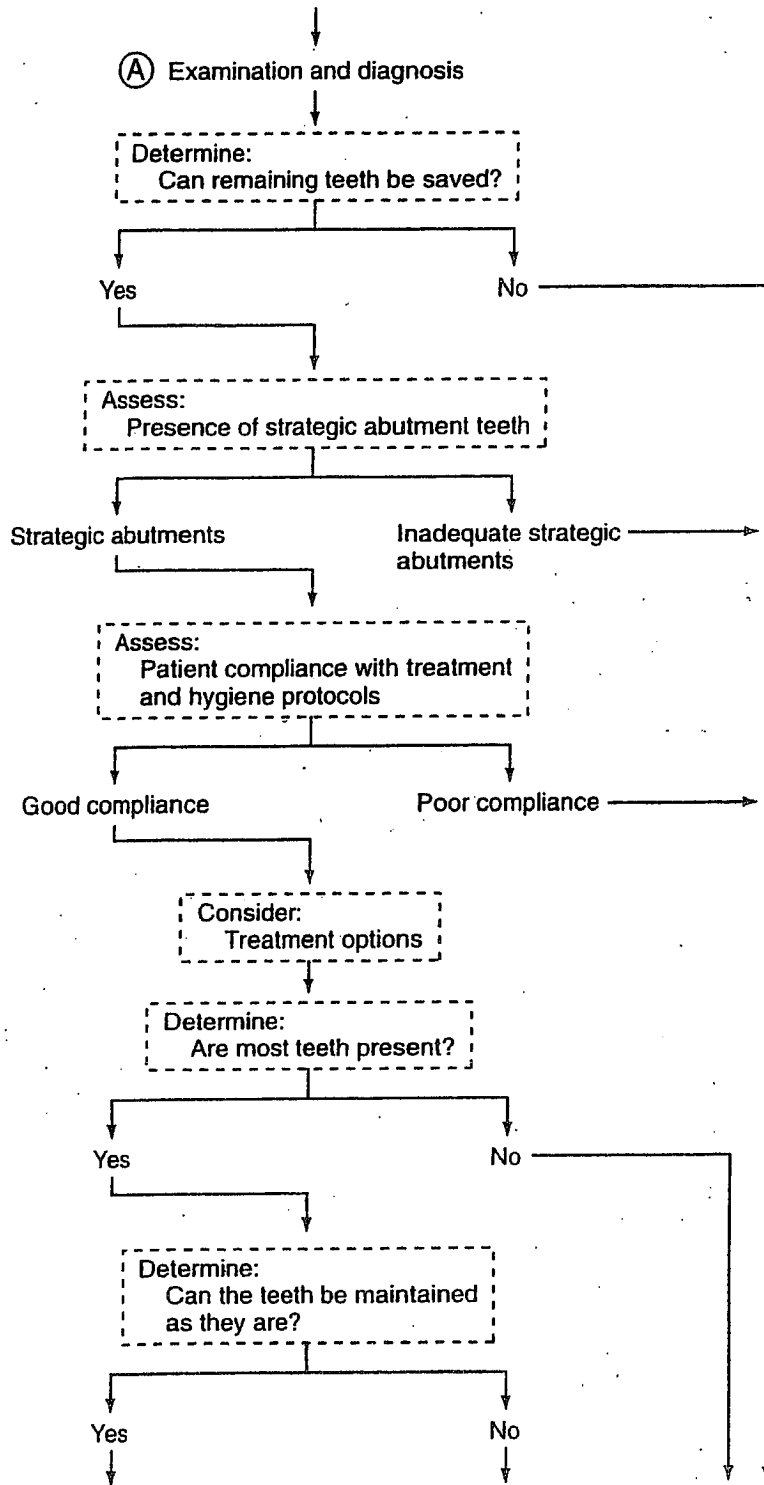 A Examination and diagnosis
Determine:
Can remaining teeth be saved?
Yes
No
Assess:
Presence of strategic abutment teeth
Strategic abutments
Inadequate strategic
abutments
Assess:
Patient compliance with treatment
and hygiene protocols
Good compliance
Poor compliance
Consider:
Treatment options
Determine:
Are most teeth present?
Yes
No
Determine:
Can the teeth be maintained
as they are?
Yes
No